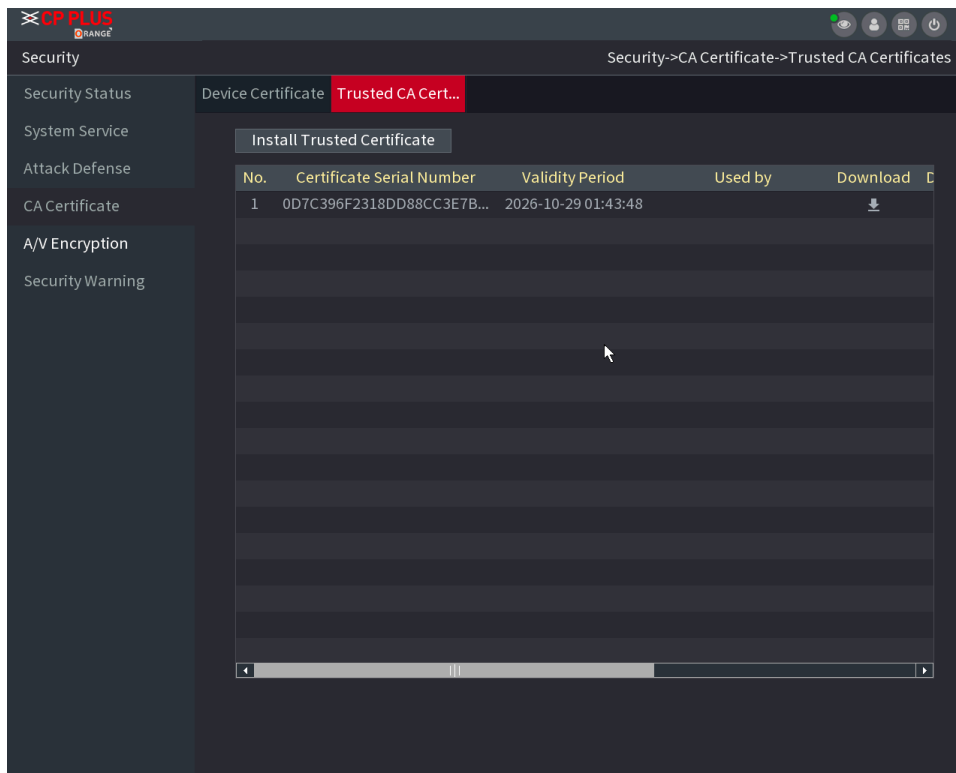 CP PLUS
ORANGE
Security
Security->CA Certificate->Trusted CA Certificates
Security Status
System Service
Attack Defense
CA Certificate
A/V Encryption
Security Warning
Device Certificate
Trusted CA Cert...
Install Trusted Certificate
No. Certificate Serial Number Validity Period Used by Download
1 0D7C396F2318DD88CC3E7B... 2026-10-29 01:43:48